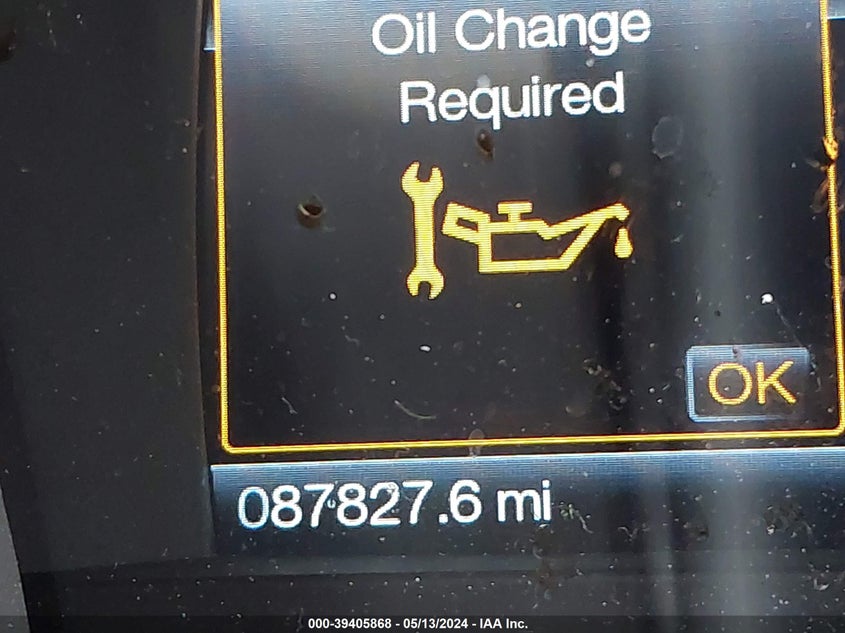 Oil Change
Required
OK
087827.6 mi
000-39405868 - 05/13/2024 - IAA Inc.